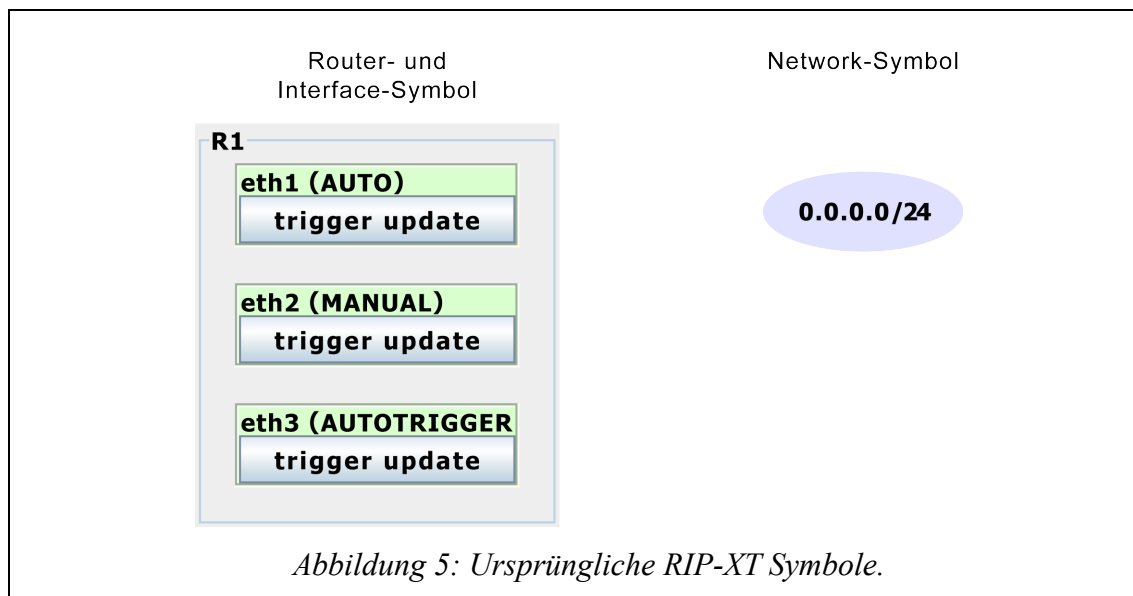 Router- und
Interface-Symbol
Network-Symbol
R1
eth1 (AUTO)
trigger update
0.0.0.0/24
eth2 (MANUAL)
trigger update
eth3 (AUTOTRIGGER
trigger update
Abbildung 5: Ursprüngliche RIP-XT Symbole.